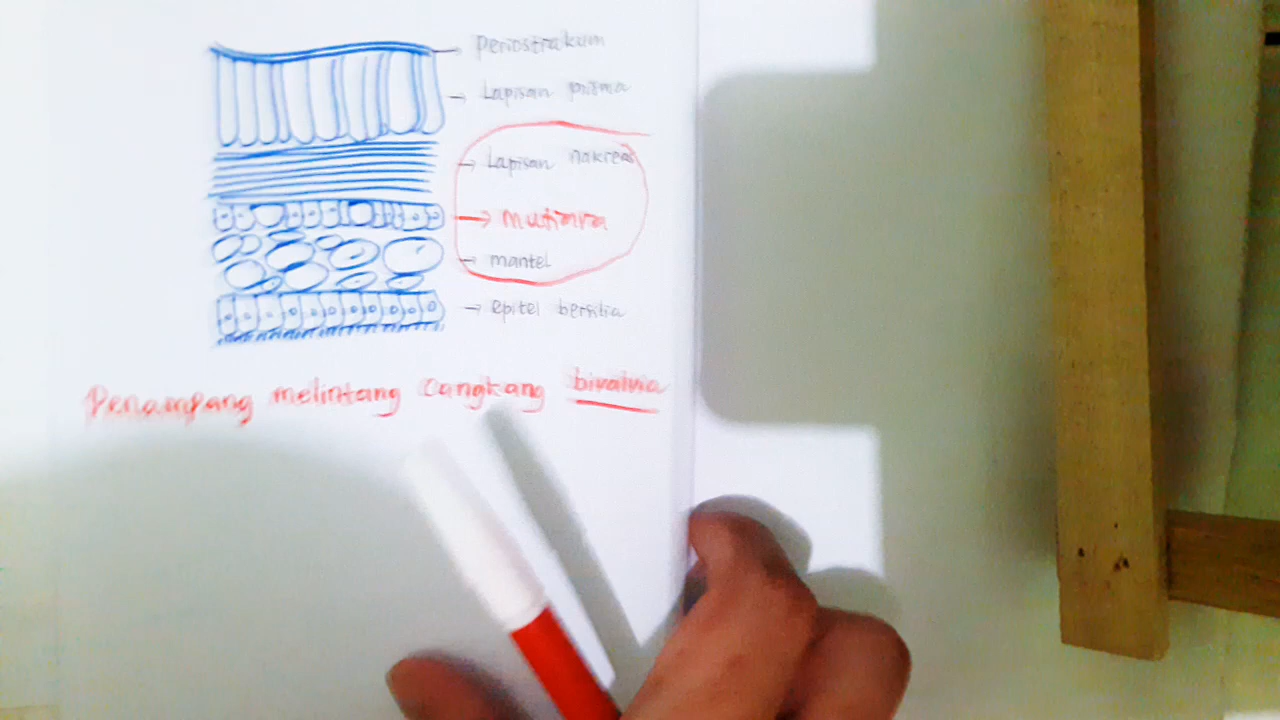 Periostrakum
Lapisan prisma
Lapisan nakreas
mutiara
mantel
epitel bersilia
Penampang melintang cangkang bivalvia